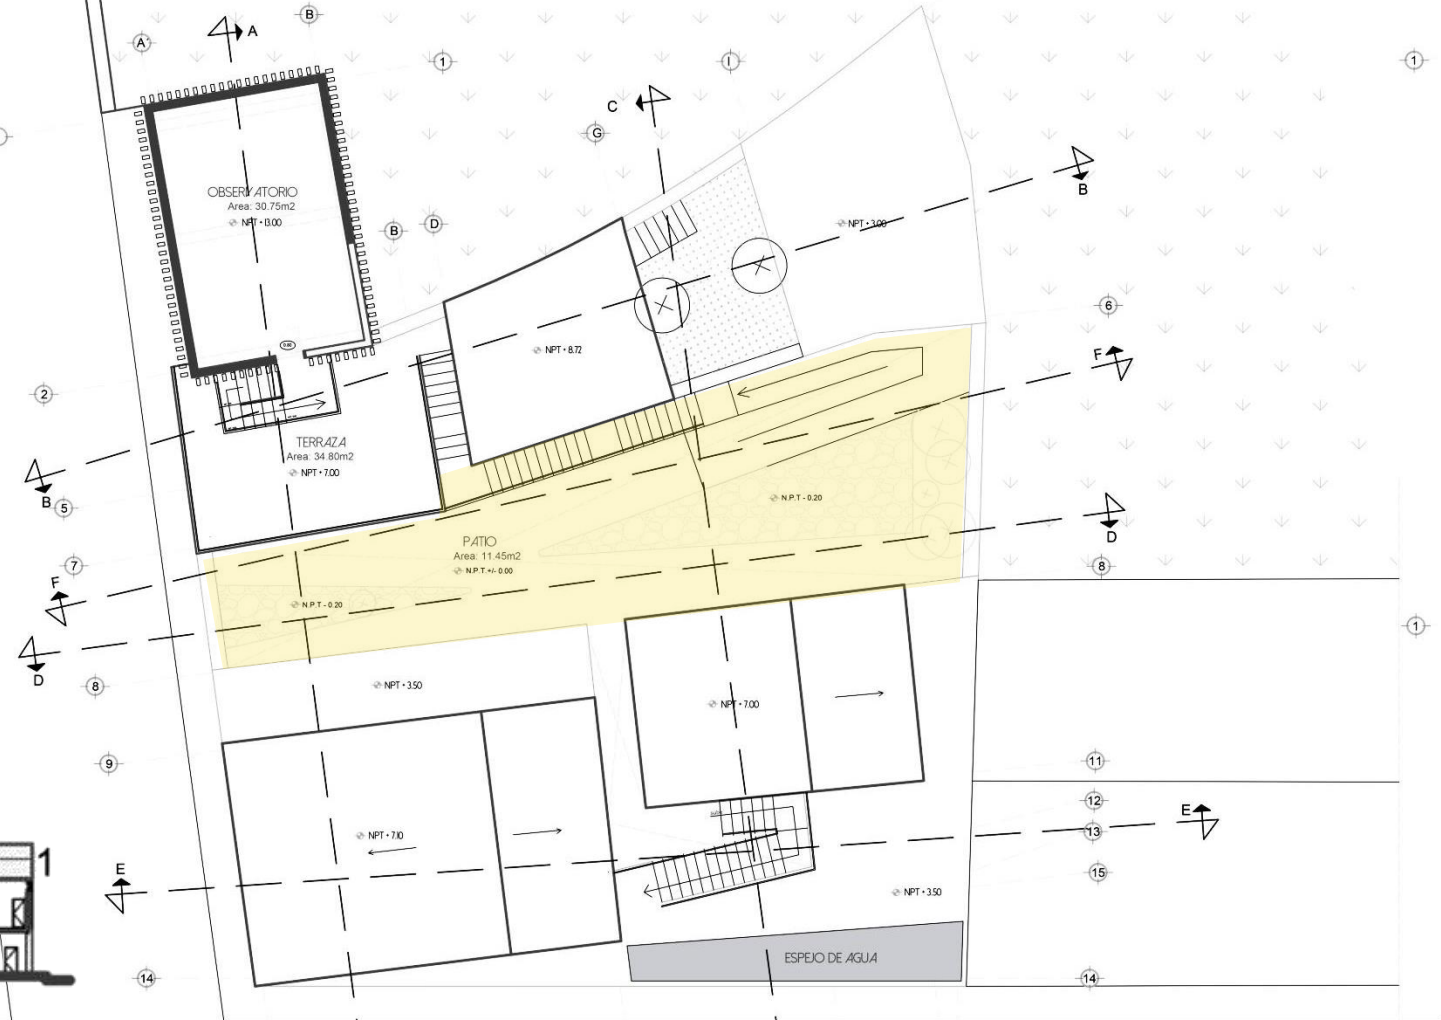 B
A
A'
1
I
1
C
G
B
OBSERVATORIO
Area: 30.75m2
NPT + 13.00
B
D
NPT + 3.00
6
0.80
NPT + 8.72
F
2
TERRAZA
Area: 34.80m2
NPT + 7.00
B
5
N.P.T - 0.20
D
PATIO
Area: 11.45m2
N.P.T.+/- 0.00
7
8
F
N.P.T - 0.20
1
D
8
NPT + 3.50
NPT + 7.00
9
11
12
E
13
NPT + 7.10
1
15
E
NPT + 3.50
ESPEJO DE AGUA
14
14